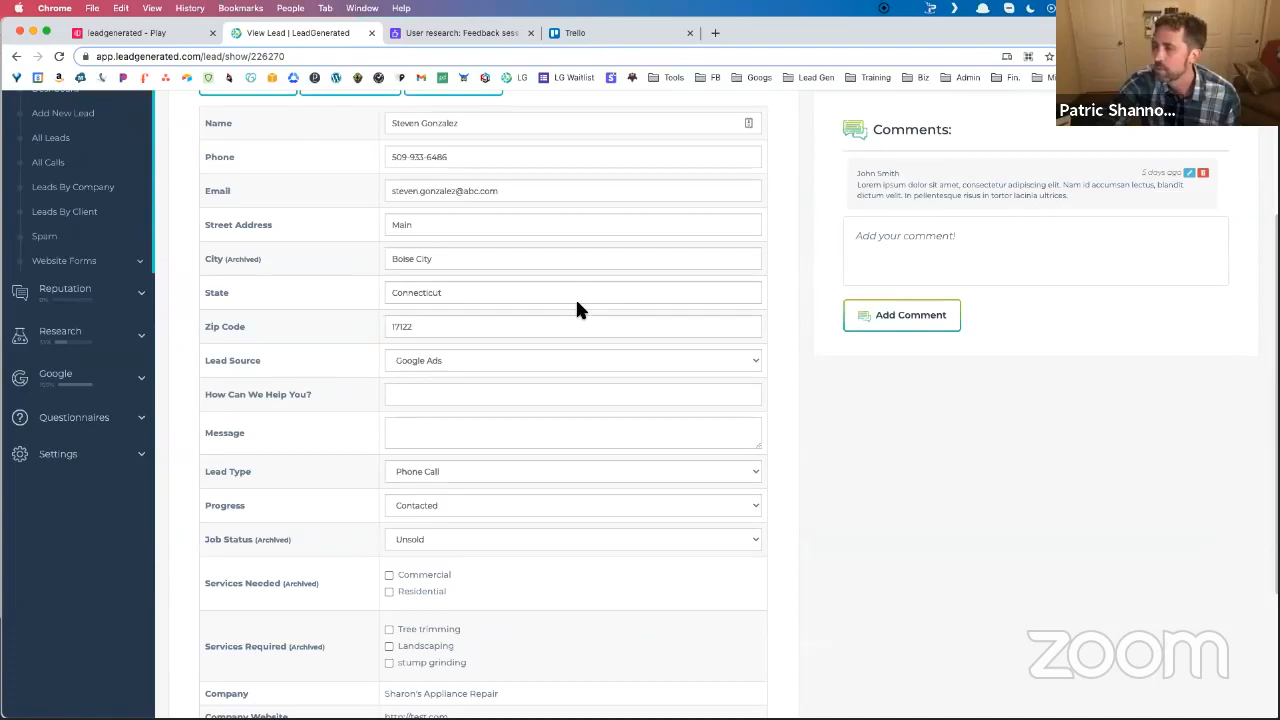 Chrome File Edit View History Bookmarks People Tab Window Help
leadgenerated - Play
View Lead | LeadGenerated
User research: Feedback sess
Trello
app.leadgenerated.com/lead/show/226270
LG
LG Waitlist
Tools
FB
Googs
Lead Gen
Training
Biz
Admin
Fin.
M
Patric Shanno...
Add New Lead
All Leads
All Calls
Leads By Company
Leads By Client
Spam
Website Forms
Reputation
0%
Research
33%
Google
100%
Questionnaires
Settings
Name Steven Gonzalez
Phone 509-933-6486
Email steven.gonzalez@abc.com
Street Address Main
City (Archived) Boise City
State Connecticut
Zip Code 17122
Lead Source Google Ads
How Can We Help You?
Message
Lead Type Phone Call
Progress Contacted
Job Status (Archived) Unsold
Services Needed (Archived)
Commercial
Residential
Services Required (Archived)
Tree trimming
Landscaping
stump grinding
Company Sharon's Appliance Repair
Company Website http://test.com
Comments:
John Smith 5 days ago
Lorem ipsum dolor sit amet, consectetur adipiscing elit. Nam id accumsan lectus, blandit
dictum velit. In pellentesque risus in tortor lacinia ultrices.
Add your comment!
Add Comment
zoom